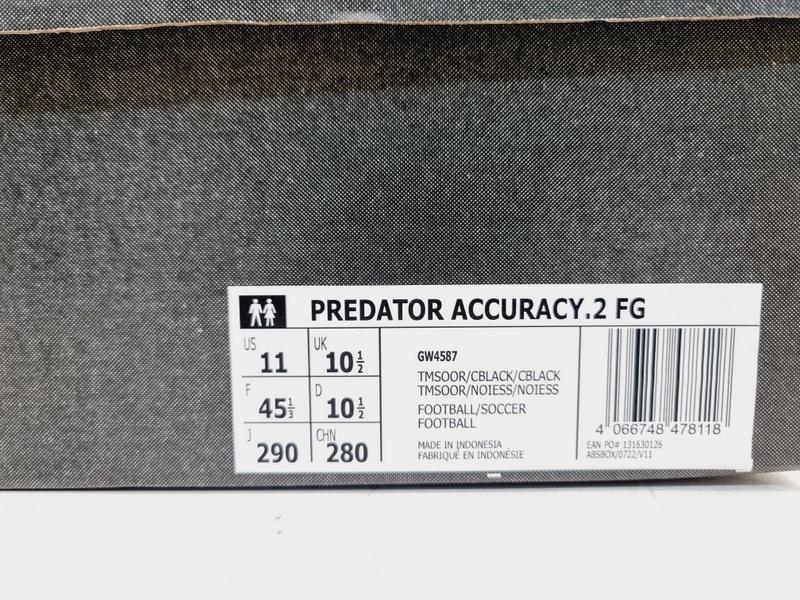 PREDATOR ACCURACY.2 FG
US 11 UK 10 1/2
F 45 1/3 D 10 1/2
J 290 CHN 280
GW4587
TMSOOR/CBLACK/CBLACK
TMSOOR/NOIESS/NOIESS
FOOTBALL/SOCCER
FOOTBALL
MADE IN INDONESIA
FABRIQUÉ EN INDONÉSIE
4 066748 478118
EAN PO# 131630126
ABSBOX/0722/V11